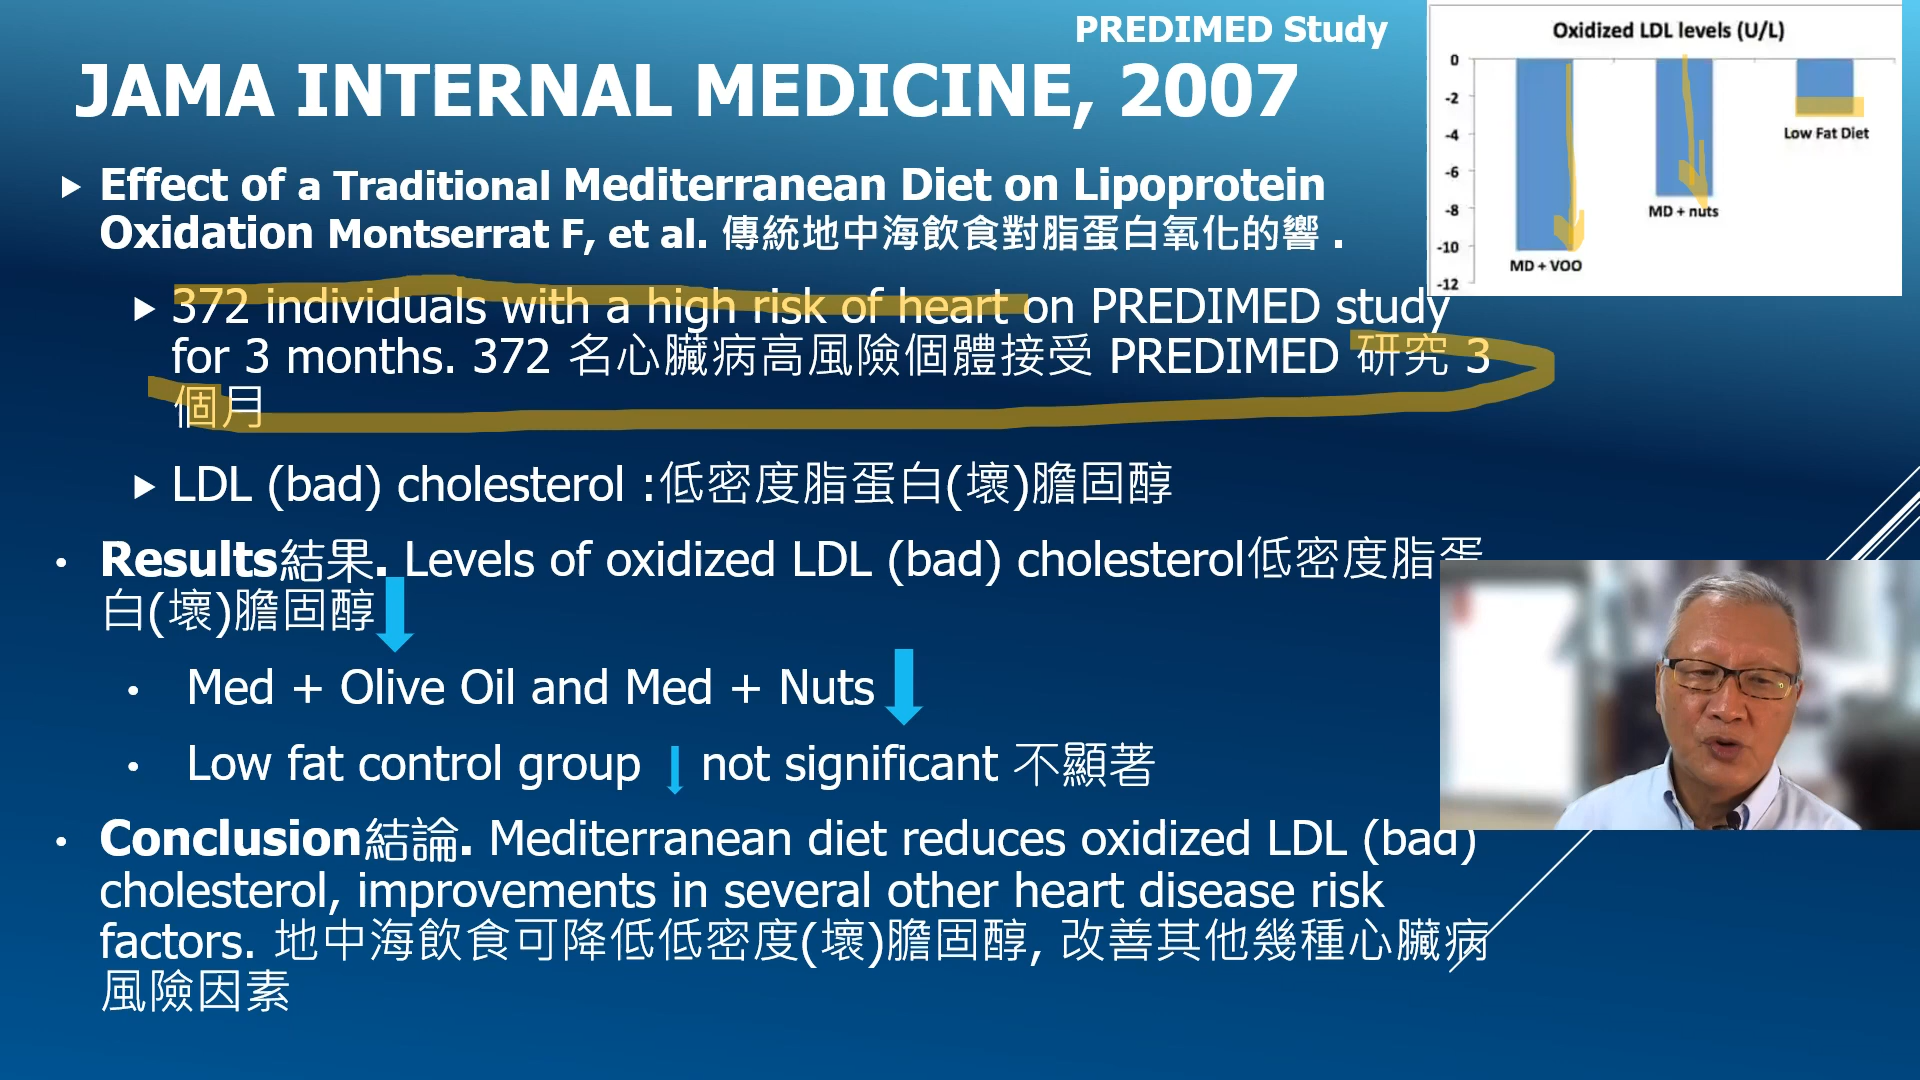 PREDIMED Study
JAMA INTERNAL MEDICINE, 2007
Effect of a Traditional Mediterranean Diet on Lipoprotein
Oxidation Montserrat F, et al. 傳統地中海飲食對脂蛋白氧化的響 .
372 individuals with a high risk of heart on PREDIMED study
for 3 months. 372 名心臟病高風險個體接受 PREDIMED 研究 3
個月
LDL (bad) cholesterol :低密度脂蛋白(壞)膽固醇
Results結果. Levels of oxidized LDL (bad) cholesterol低密度脂蛋
白(壞)膽固醇
Med + Olive Oil and Med + Nuts
Low fat control group not significant 不顯著
Conclusion結論. Mediterranean diet reduces oxidized LDL (bad)
cholesterol, improvements in several other heart disease risk
factors. 地中海飲食可降低低密度(壞)膽固醇, 改善其他幾種心臟病
風險因素
Oxidized LDL levels (U/L)
0
-2
-4
-6
-8
-10
-12
Low Fat Diet
MD + nuts
MD + VOO